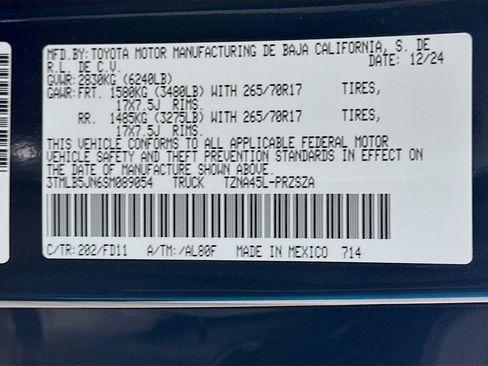 MFD.BY:TOYOTA MOTOR MANUFACTURING DE BAJA CALIFORNIA, S. DE
R.L. DE C.V. DATE: 12/24
GVWR: 2830KG (6240LB)
GAWR:FRT. 1580KG (3480LB) WITH 265/70R17 TIRES,
17X7.5J RIMS.
RR. 1485KG (3275LB) WITH 265/70R17 TIRES,
17X7.5J RIMS.
THIS VEHICLE CONFORMS TO ALL APPLICABLE FEDERAL MOTOR
VEHICLE SAFETY AND THEFT PREVENTION STANDARDS IN EFFECT ON
THE DATE OF MANUFACTURE SHOWN ABOVE.
3TMLB5JN6SM089054 TRUCK TZNA45L-PRZSZA
C/TR: 202/FD11 A/TM: /AL80F MADE IN MEXICO 714